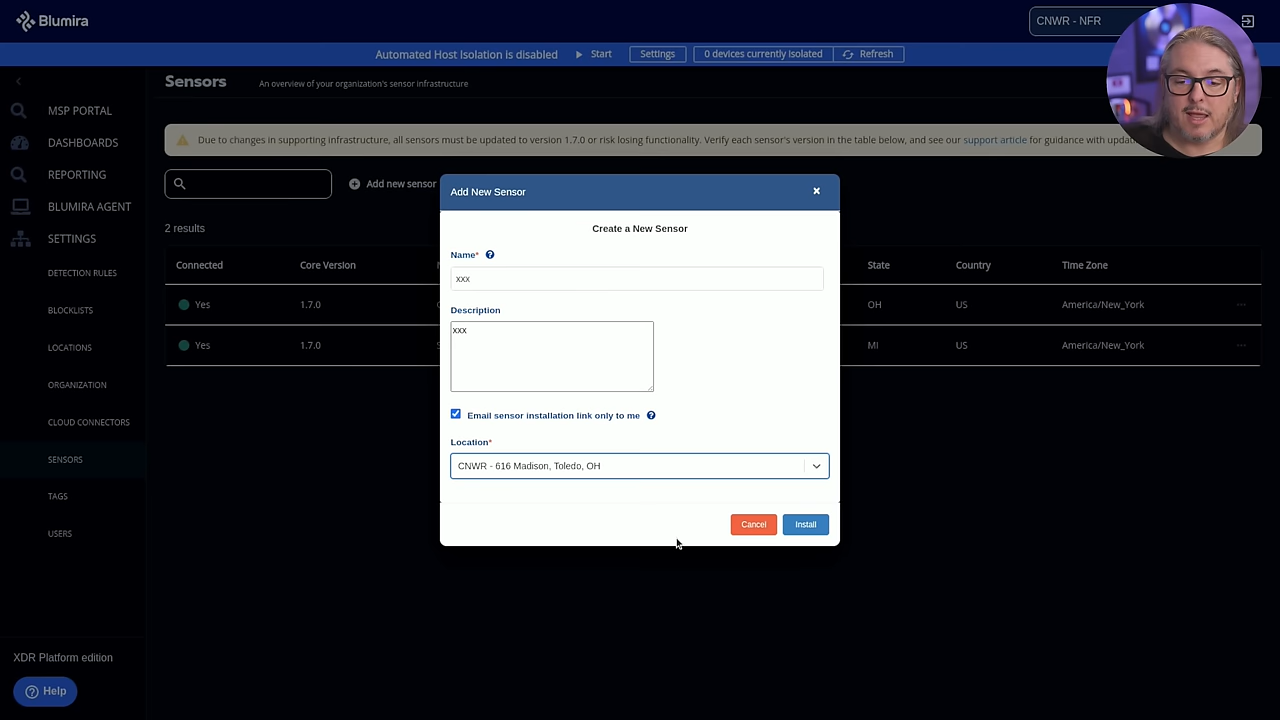 Blumira
CNWR - NFR
Automated Host Isolation is disabled
Start
Settings
0 devices currently isolated
Refresh
Sensors
An overview of your organization's sensor infrastructure
MSP PORTAL
DASHBOARDS
REPORTING
BLUMIRA AGENT
SETTINGS
DETECTION RULES
BLOCKLISTS
LOCATIONS
ORGANIZATION
CLOUD CONNECTORS
SENSORS
TAGS
USERS
XDR Platform edition
Help
Due to changes in supporting infrastructure, all sensors must be updated to version 1.7.0 or risk losing functionality. Verify each sensor's version in the table below, and see our support article for guidance with
Add new sensor
2 results
Connected Core Version State Country Time Zone
Yes 1.7.0 OH US America/New_York ...
Yes 1.7.0 MI US America/New_York ...
Add New Sensor ×
Create a New Sensor
Name* ?
xxx
Description
xxx
Email sensor installation link only to me ?
Location*
CNWR - 616 Madison, Toledo, OH
Cancel
Install